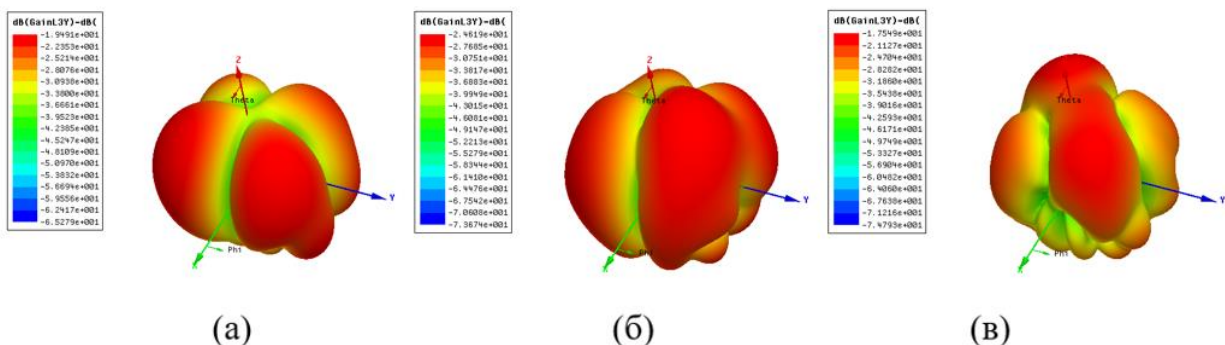 dB(GainL3Y)-dB(
-1.9491e+001
-2.2353e+001
-2.5214e+001
-2.8076e+001
-3.0938e+001
-3.3800e+001
-3.6661e+001
-3.9523e+001
-4.2385e+001
-4.5247e+001
-4.8109e+001
-5.0970e+001
-5.3832e+001
-5.6694e+001
-5.9556e+001
-6.2417e+001
-6.5279e+001
Z
Theta
Y
X
Phi
(а)
dB(GainL3Y)-dB(
-2.4619e+001
-2.7685e+001
-3.0751e+001
-3.3817e+001
-3.6883e+001
-3.9949e+001
-4.3015e+001
-4.6081e+001
-4.9147e+001
-5.2213e+001
-5.5279e+001
-5.8344e+001
-6.1410e+001
-6.4476e+001
-6.7542e+001
-7.0608e+001
-7.3674e+001
Z
Theta
Y
X
Phi
(б)
dB(GainL3Y)-dB(
-1.7549e+001
-2.1127e+001
-2.4704e+001
-2.8282e+001
-3.1860e+001
-3.5438e+001
-3.9016e+001
-4.2593e+001
-4.6171e+001
-4.9749e+001
-5.3327e+001
-5.6904e+001
-6.0482e+001
-6.4060e+001
-6.7638e+001
-7.1216e+001
-7.4793e+001
Theta
Y
X
Phi
(в)